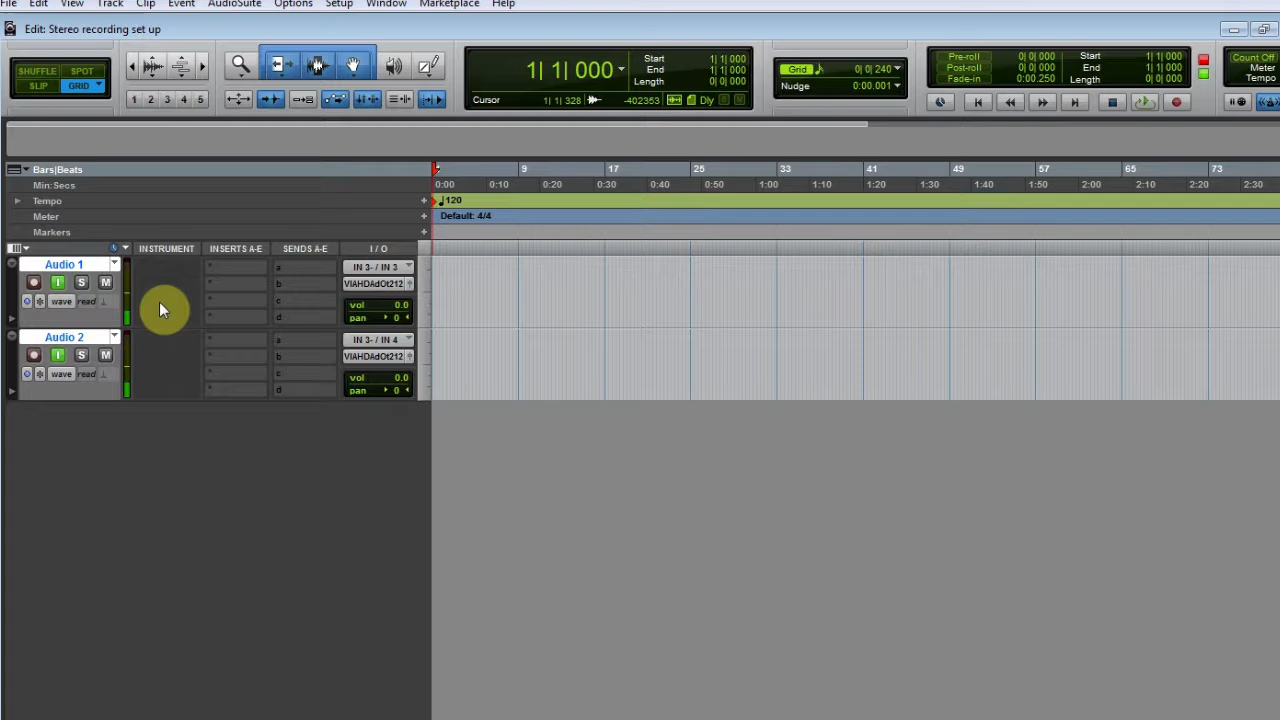 File Edit View Track Clip Event AudioSuite Options Setup Window Marketplace Help
Edit: Stereo recording set up
SHUFFLE SPOT
SLIP GRID
1 2 3 4 5
1| 1| 000
Start 1| 1| 000
End 1| 1| 000
Length 0| 0| 000
Cursor 1| 1| 328 -402353 Dly
Grid 0| 0| 240
Nudge 0:00.001
Pre-roll 0| 0| 000
Post-roll 0| 0| 000
Fade-in 0:00.250
Start 1| 1| 000
End 1| 1| 000
Length 0| 0| 000
Count Off
Meter
Tempo
Bars|Beats 9 17 25 33 41 49 57 65 73
Min:Secs 0:00 0:10 0:20 0:30 0:40 0:50 1:00 1:10 1:20 1:30 1:40 1:50 2:00 2:10 2:20 2:30
Tempo + 120
Meter + Default: 4/4
Markers +
INSTRUMENT INSERTS A-E SENDS A-E I / O
Audio 1 a IN 3- / IN 3
I S M b VIAHDAdOt212
wave read c vol 0.0
d pan 0
Audio 2 a IN 3- / IN 4
I S M b VIAHDAdOt212
wave read c vol 0.0
d pan 0